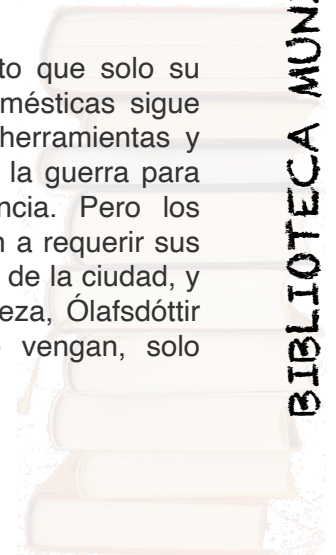 to que solo su
mésticas sigue
herramientas y
la guerra para
ncia. Pero los
n a requerir sus
de la ciudad, y
eza, Ólafsdóttir
vengan, solo
BIBLIOTECA MUN